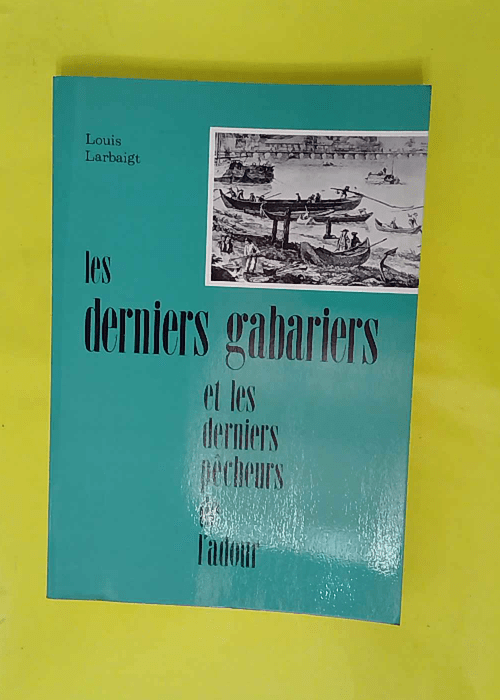 Louis
Larbaigt
les
derniers gabariers
et les
derniers
pêcheurs
de
l'adour